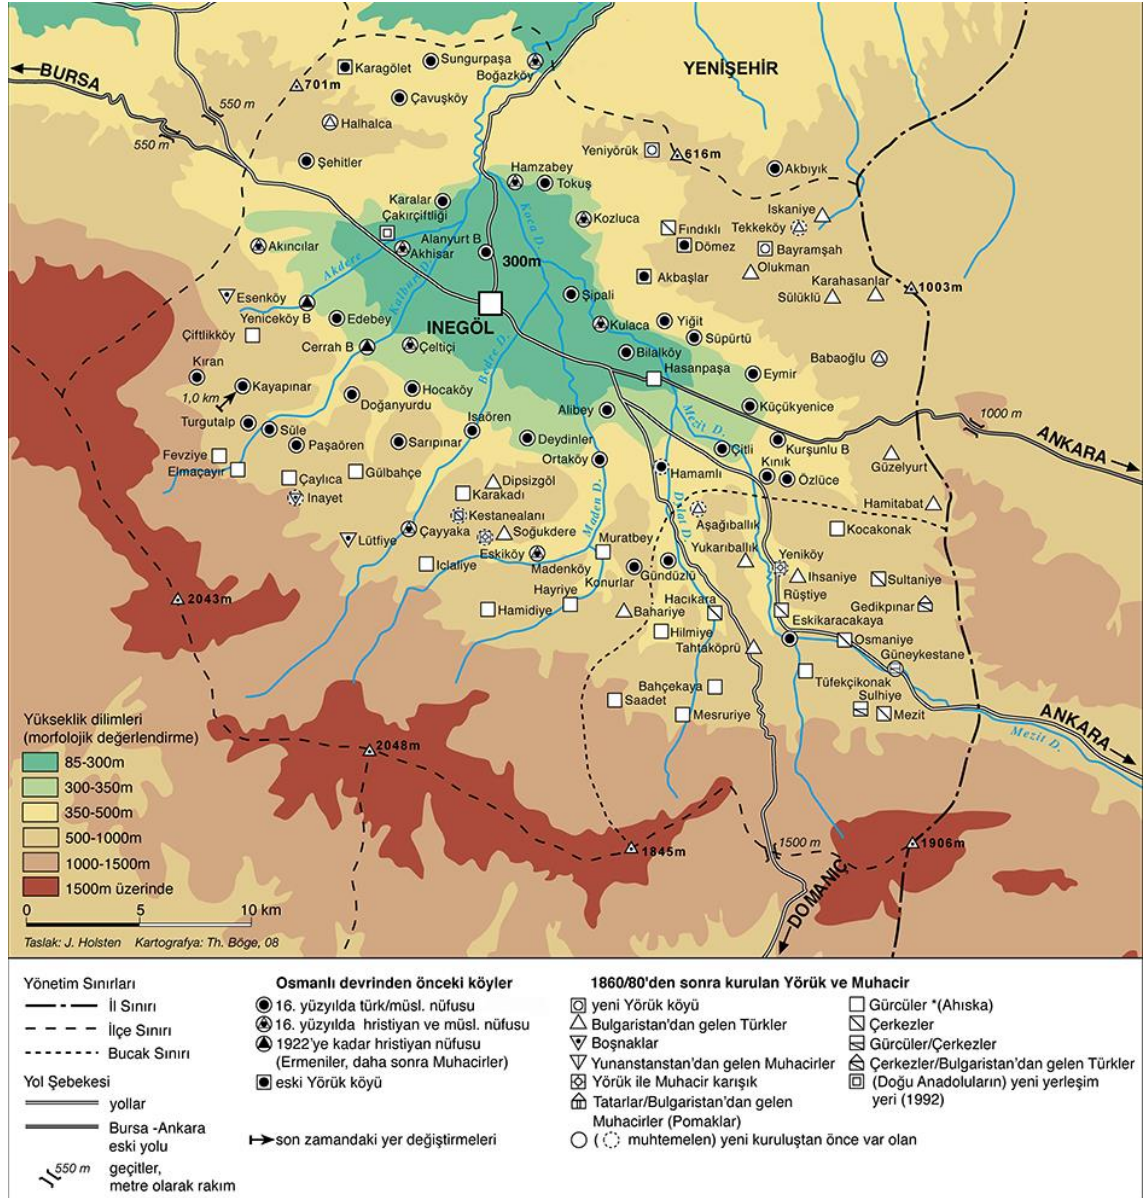 BURSA
550 m
550 m
701m
Karagölet
Sungurpaşa
Boğazköy
Çavuşköy
Halhalca
Şehitler
YENİŞEHİR
Yeniyörük
616m
Akbıyık
Hamzabey
Tokuş
Karalar
Çakırçiftliği
Kozluca
Koca D.
Iskaniye
Tekkeköy
Fındıklı
Dömez
Bayramşah
Akıncılar
Alanyurt B
Akhisar
300m
Akdere
Kalburt D.
Akbaşlar
Olukman
Karahasanlar
Sülüklü
1003m
Esenköy
Yeniceköy B
Edebey
Şipali
INEGÖL
Çiftlikköy
Cerrah B
Çeltiçi
Bedre D.
Kulaca
Yiğit
Süpürtü
Bilalköy
Babaoğlu
Kıran
1,0 km
Kayapınar
Hocaköy
Doğanyurdu
Hasanpaşa
Eymir
Alibey
Mezit D.
Küçükyenice
1000 m
ANKARA
Turgutalp
Süle
Isaören
Paşaören
Sarıpınar
Deydinler
Çitli
Kurşunlu B
Fevziye
Elmaçayır
Ortaköy
Hamamlı
Kınık
Özlüce
Güzelyurt
Çaylıca
Gülbahçe
Dipsizgöl
Karakadı
Inayet
Kestanealanı
Maden D.
Dalat D.
Aşağıballık
Hamitabat
Lütfiye
Çayyaka
Soğukdere
Kocakonak
Eskiköy
Muratbey
Yukarıballık
Yeniköy
Iclaliye
Madenköy
Konurlar
Gündüzlü
Ihsaniye
Sultaniye
2043m
Hayriye
Hacıkara
Rüştiye
Gedikpınar
Hamidiye
Bahariye
Eskikaracakaya
Hilmiye
Osmaniye
Tahtaköprü
Güneykestane
Bahçekaya
Tüfekçikonak
Saadet
Sulhiye
Mesruriye
Mezit
ANKARA
Mezit D.
2048m
1845m
1500 m
1906m
DOMANIÇ
Yükseklik dilimleri
(morfolojik değerlendirme)
85-300m
300-350m
350-500m
500-1000m
1000-1500m
1500m üzerinde
0 5 10 km
Taslak: J. Holsten Kartografya: Th. Böge, 08
Yönetim Sınırları
İl Sınırı
İlçe Sınırı
Bucak Sınırı
Yol Şebekesi
yollar
Bursa -Ankara
eski yolu
550 m
geçitler,
metre olarak rakım
Osmanlı devrinden önceki köyler
16. yüzyılda türk/müsl. nüfusu
16. yüzyılda hristiyan ve müsl. nüfusu
1922'ye kadar hristiyan nüfusu
(Ermeniler, daha sonra Muhacirler)
eski Yörük köyü
son zamandaki yer değiştirmeleri
1860/80'den sonra kurulan Yörük ve Muhacir
yeni Yörük köyü
Bulgaristan'dan gelen Türkler
Boşnaklar
Yunanstanstan'dan gelen Muhacirler
Yörük ile Muhacir karışık
Tatarlar/Bulgaristan'dan gelen
Muhacirler (Pomaklar)
( muhtemelen) yeni kuruluştan önce var olan
Gürcüler *(Ahıska)
Çerkezler
Gürcüler/Çerkezler
Çerkezler/Bulgaristan'dan gelen Türkler
(Doğu Anadoluların) yeni yerleşim
yeri (1992)